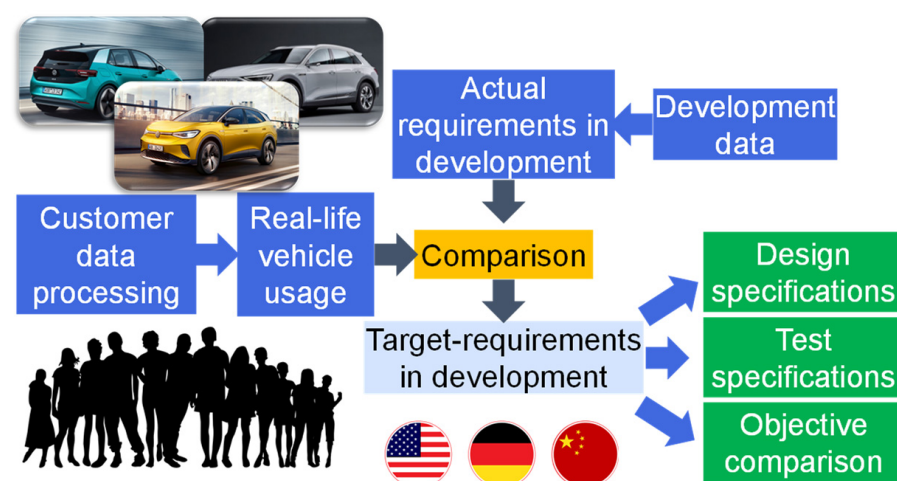 Actual
requirements in
development
Development
data
Customer
data
processing
Real-life
vehicle
usage
Comparison
Target-requirements
in development
Design
specifications
Test
specifications
Objective
comparison